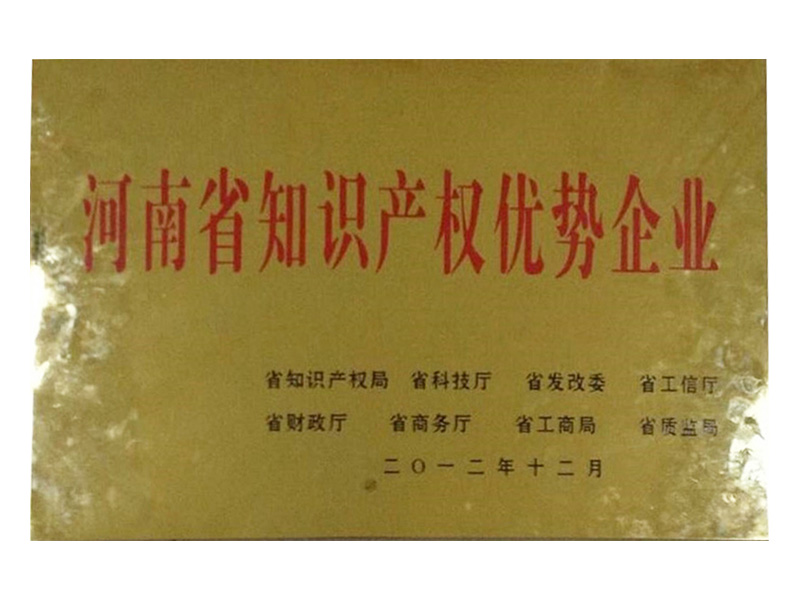 河南省知识产权优势企业
省知识产权局 省科技厅 省发改委 省工信厅
省财政厅 省商务厅 省工商局 省质监局
二〇一二年十二月